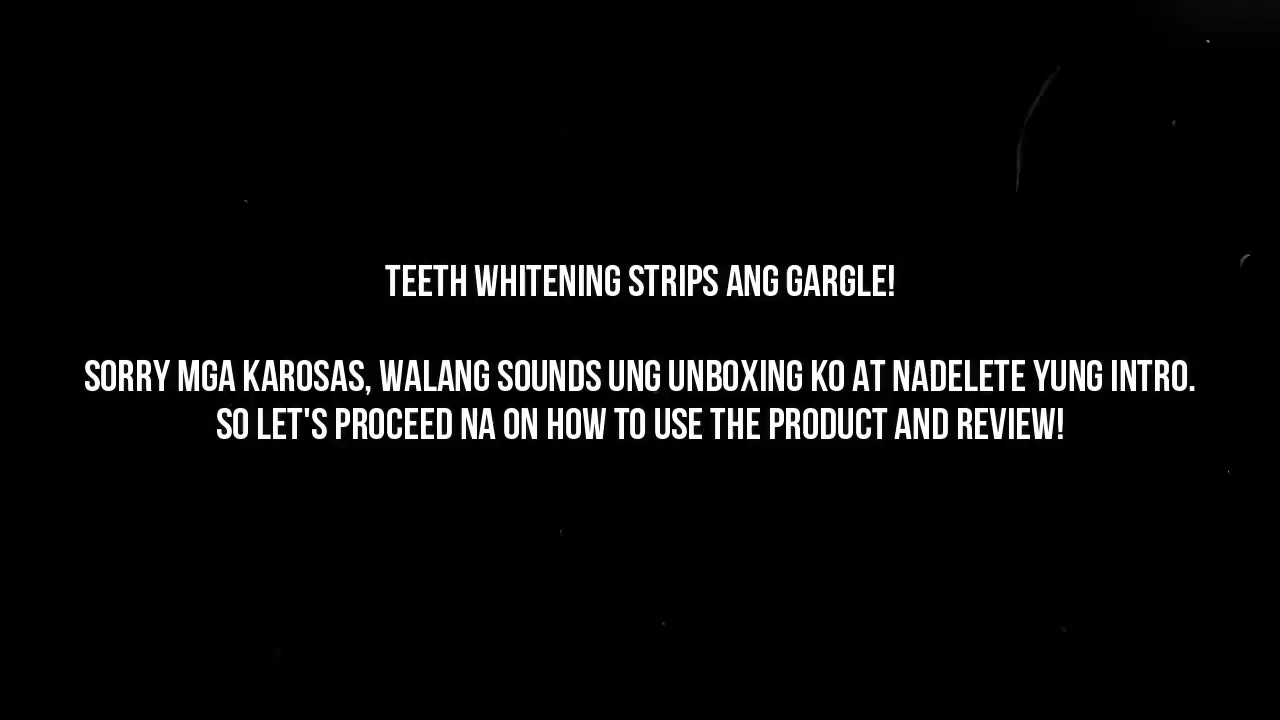 TEETH WHITENING STRIPS ANG GARGLE!
SORRY MGA KAROSAS, WALANG SOUNDS UNG UNBOXING KO AT NADELETE YUNG INTRO.
SO LET'S PROCEED NA ON HOW TO USE THE PRODUCT AND REVIEW!